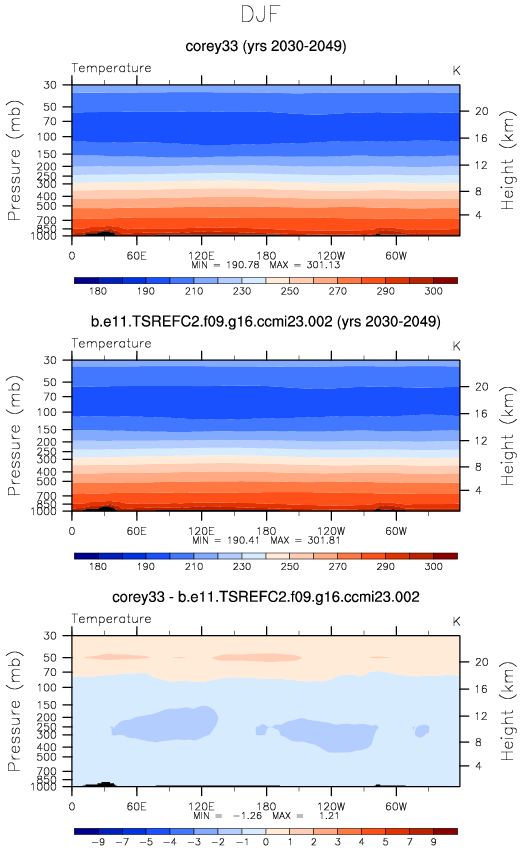 DJF
corey33 (yrs 2030-2049)
Temperature K
30
50
70
100
150
200
250
300
400
500
700
850
1000
Pressure (mb)
20
16
12
8
4
Height (km)
0 60E 120E 180 120W 60W
MIN = 190.78 MAX = 301.13
180 190 210 230 250 270 290 300
b.e11.TSREFC2.f09.g16.ccmi23.002 (yrs 2030-2049)
Temperature K
30
50
70
100
150
200
250
300
400
500
700
850
1000
Pressure (mb)
20
16
12
8
4
Height (km)
0 60E 120E 180 120W 60W
MIN = 190.41 MAX = 301.81
180 190 210 230 250 270 290 300
corey33 - b.e11.TSREFC2.f09.g16.ccmi23.002
Temperature K
30
50
70
100
150
200
250
300
400
500
700
850
1000
Pressure (mb)
20
16
12
8
4
Height (km)
0 60E 120E 180 120W 60W
MIN = -1.26 MAX = 1.21
-9 -7 -5 -4 -3 -2 -1 0 1 2 3 4 5 7 9